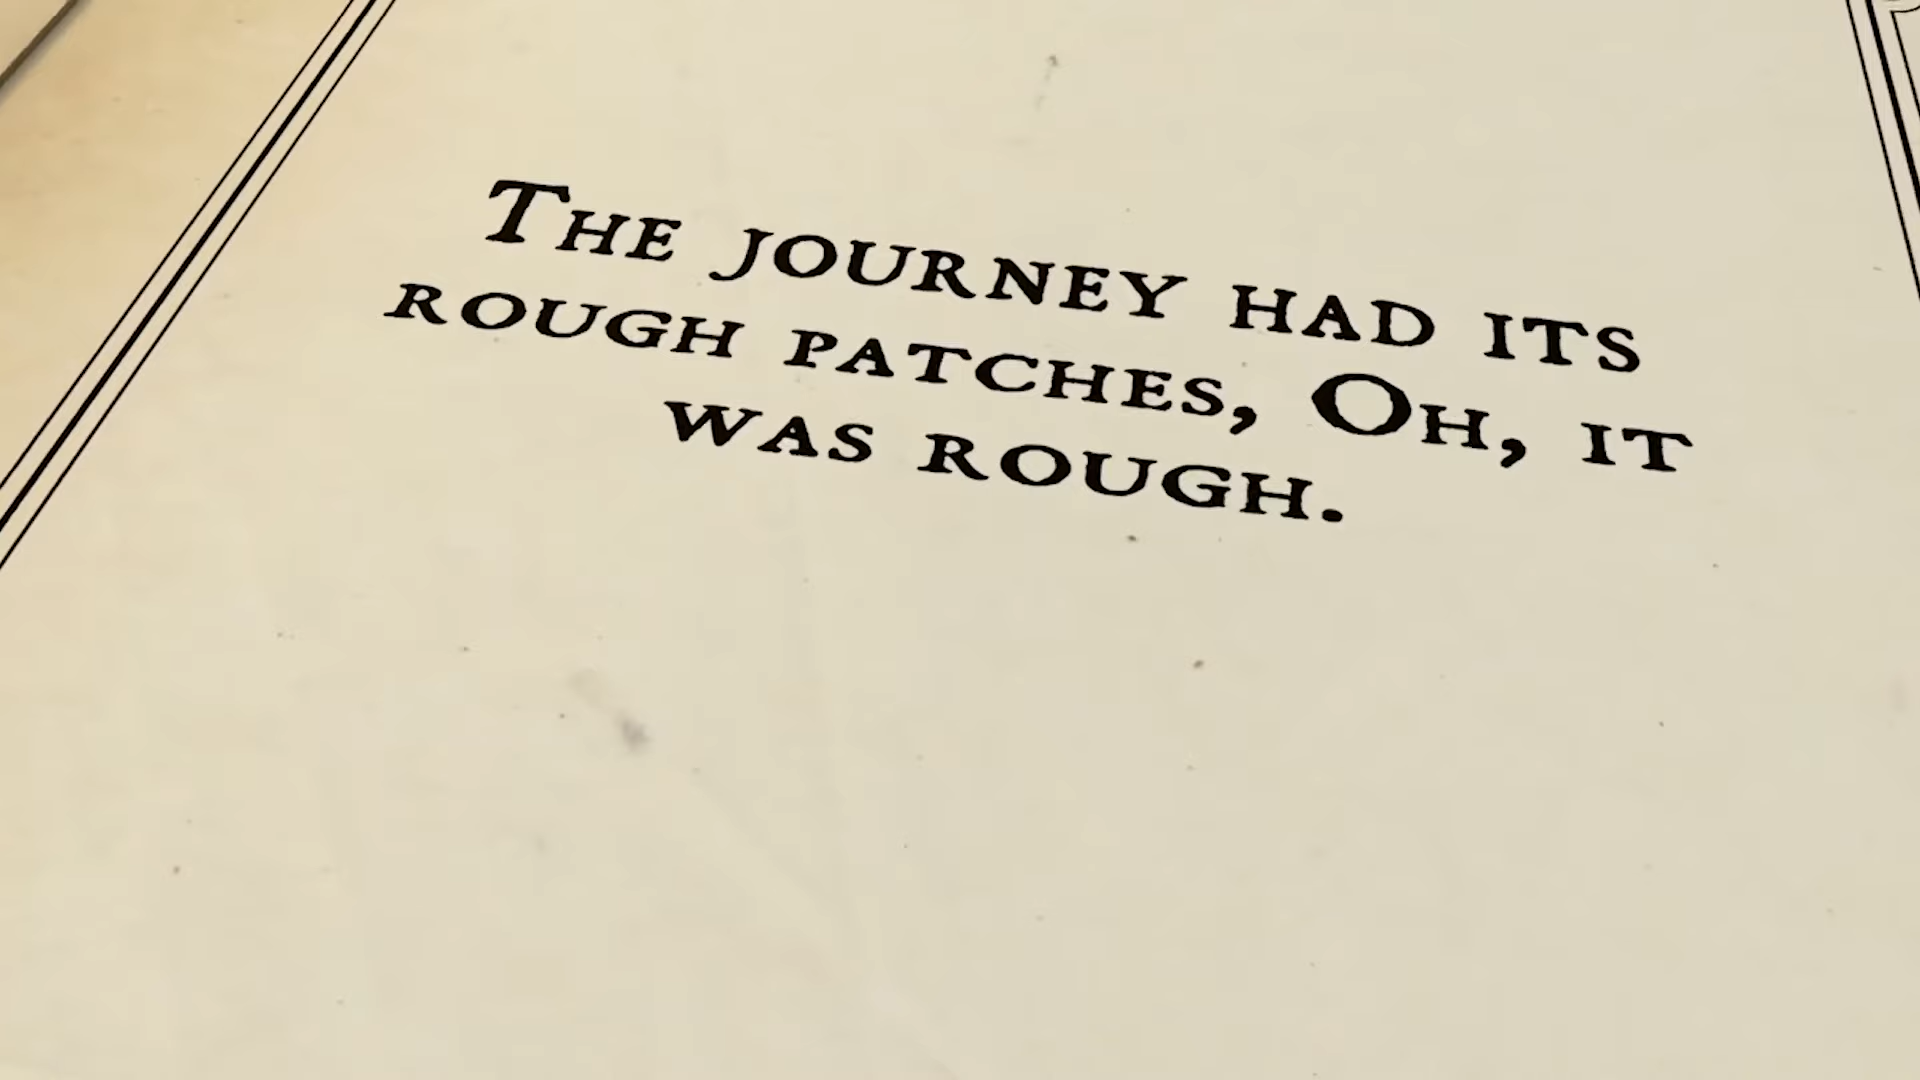 The journey had its
rough patches, Oh, it
was rough.